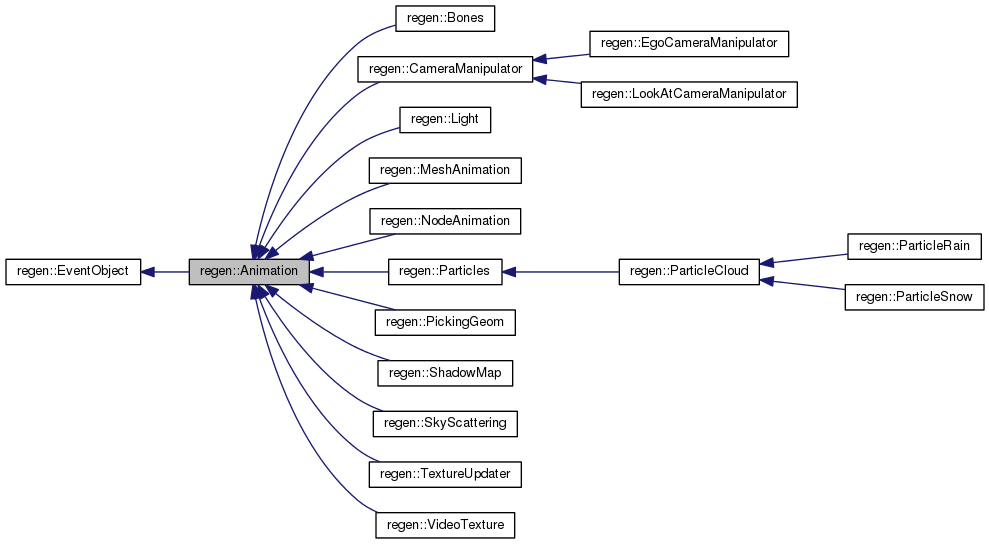 regen::Bones
regen::EgoCameraManipulator
regen::CameraManipulator
regen::LookAtCameraManipulator
regen::Light
regen::MeshAnimation
regen::NodeAnimation
regen::ParticleRain
regen::EventObject
regen::Animation
regen::Particles
regen::ParticleCloud
regen::ParticleSnow
regen::PickingGeom
regen::ShadowMap
regen::SkyScattering
regen::TextureUpdater
regen::VideoTexture